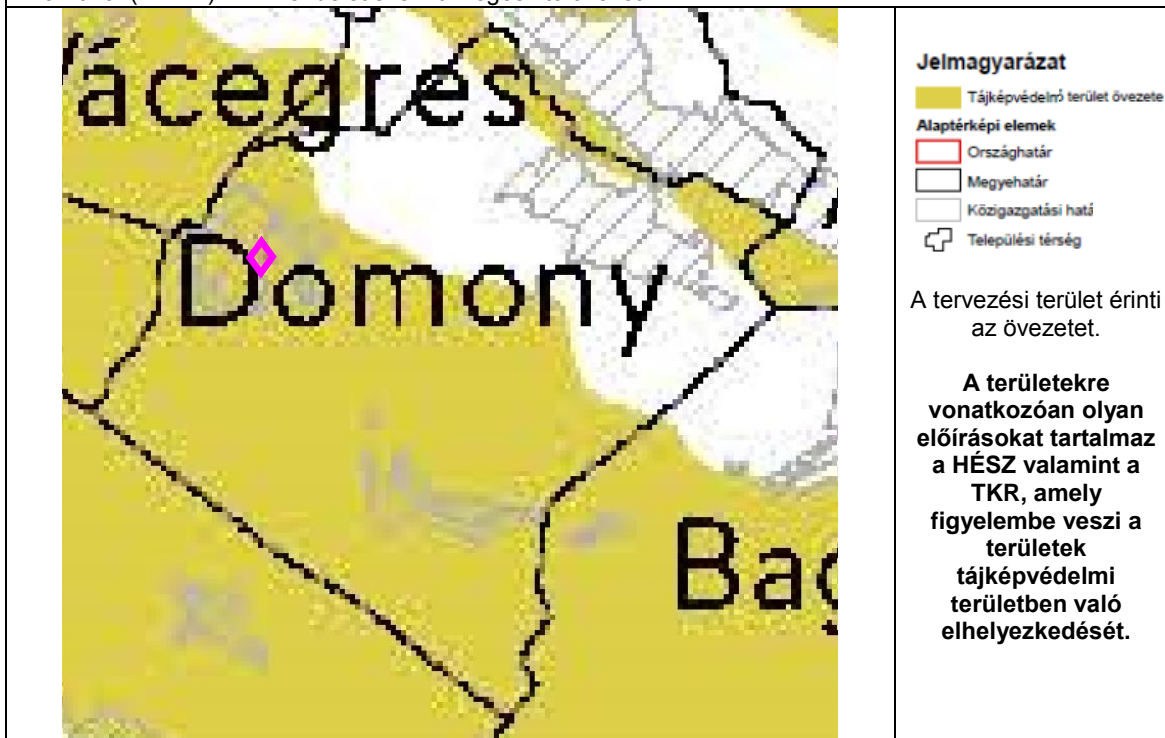 ácegres
Domony
Bag
Jelmagyarázat
Tájképvédelmi terület övezete
Alaptérképi elemek
Országhatár
Megyehatár
Közigazgatási hatá
Települési térség
A tervezési terület érinti
az övezetet.
A területekre
vonatkozóan olyan
előírásokat tartalmaz
a HÉSZ valamint a
TKR, amely
figyelembe veszi a
területek
tájképvédelmi
területben való
elhelyezkedését.